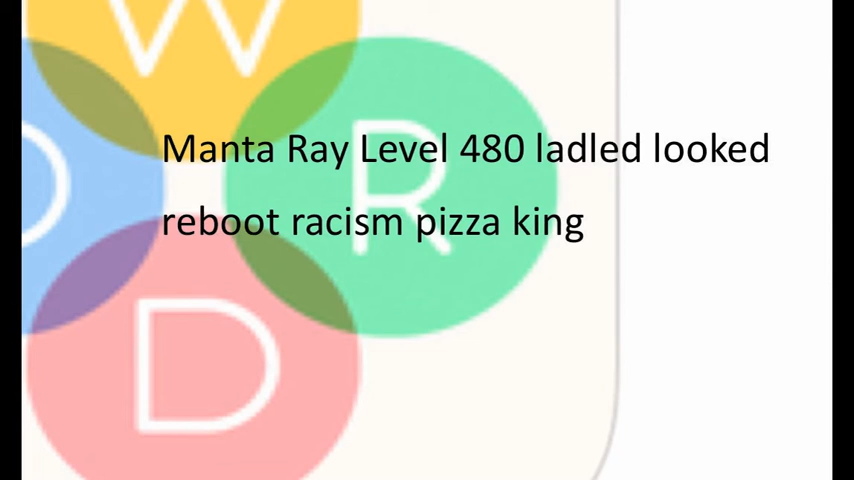 W
O R
Manta Ray Level 480 ladled looked
reboot racism pizza king
D